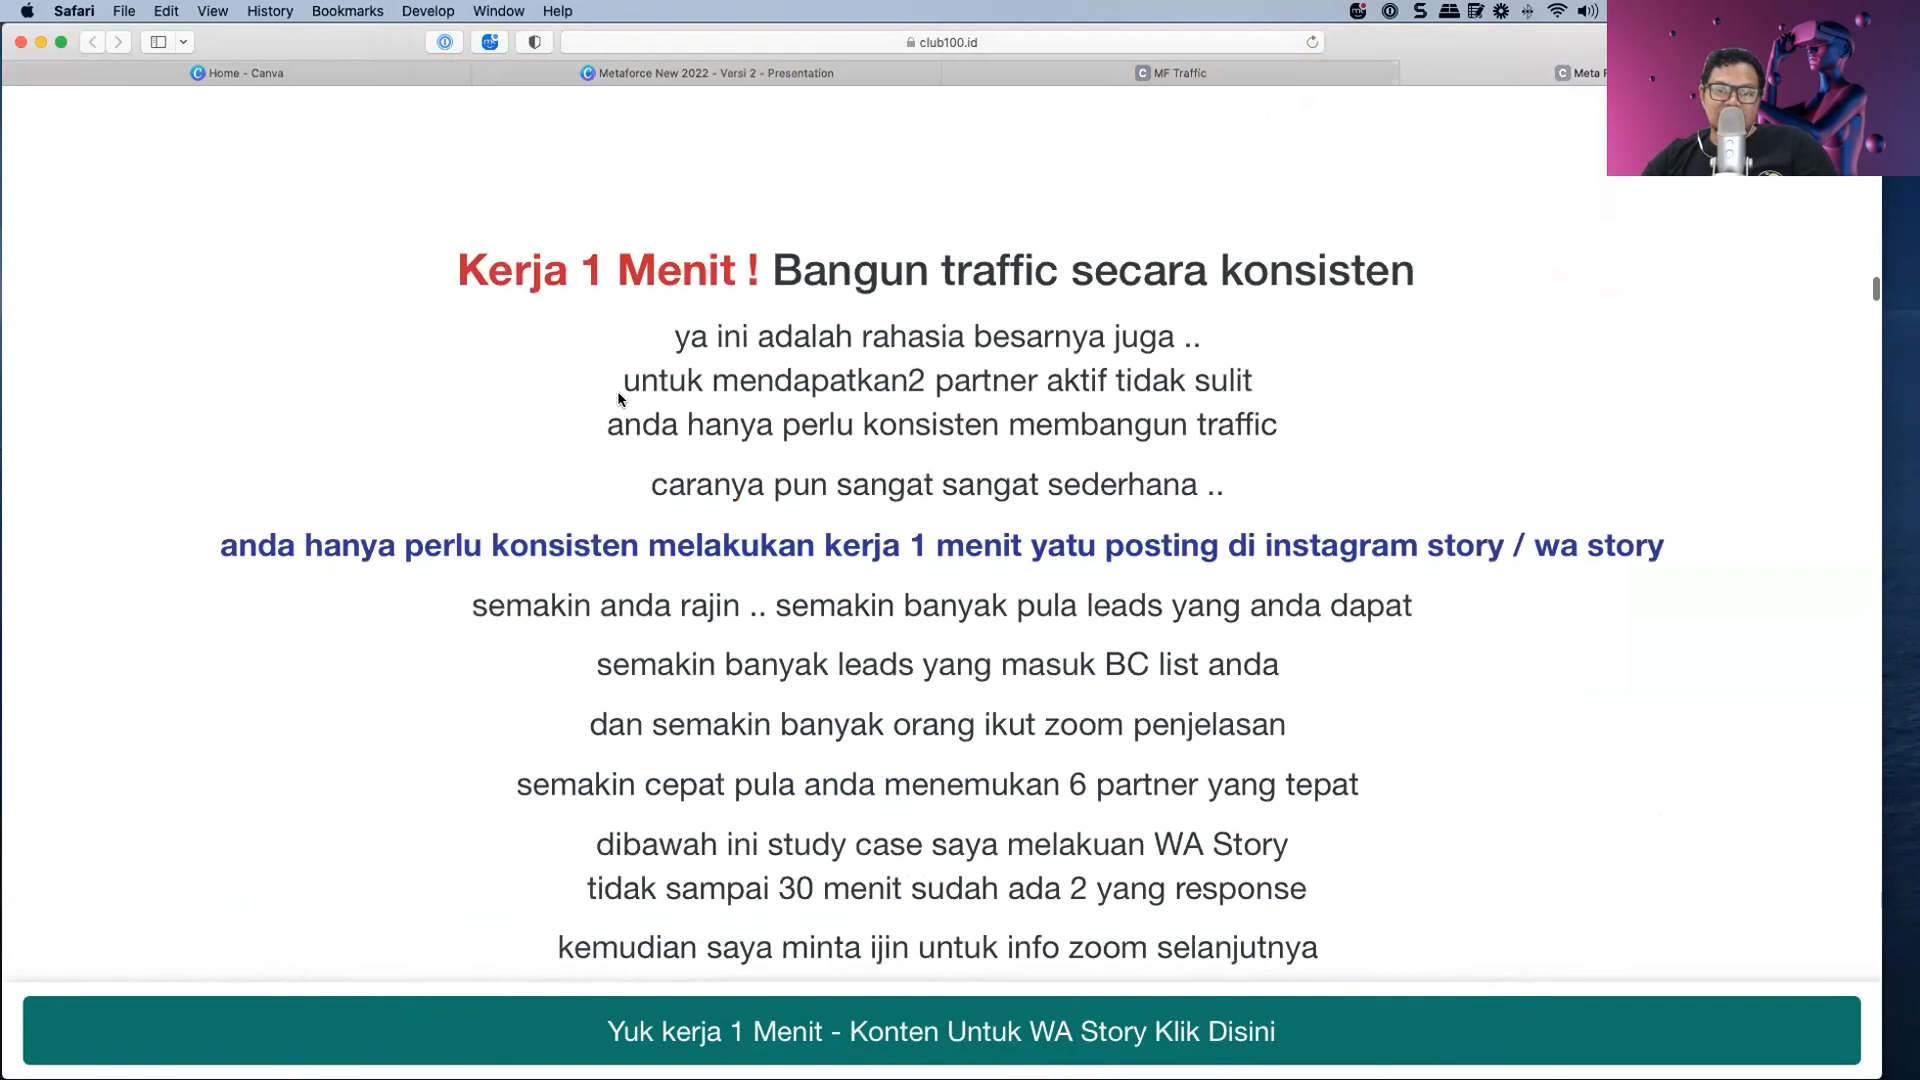 Safari File Edit View History Bookmarks Develop Window Help
club100.id
Home - Canva
Metaforce New 2022 - Versi 2 - Presentation
MF Traffic
Meta
Kerja 1 Menit ! Bangun traffic secara konsisten
ya ini adalah rahasia besarnya juga ..
untuk mendapatkan2 partner aktif tidak sulit
anda hanya perlu konsisten membangun traffic
caranya pun sangat sangat sederhana ..
anda hanya perlu konsisten melakukan kerja 1 menit yatu posting di instagram story / wa story
semakin anda rajin .. semakin banyak pula leads yang anda dapat
semakin banyak leads yang masuk BC list anda
dan semakin banyak orang ikut zoom penjelasan
semakin cepat pula anda menemukan 6 partner yang tepat
dibawah ini study case saya melakuan WA Story
tidak sampai 30 menit sudah ada 2 yang response
kemudian saya minta ijin untuk info zoom selanjutnya
Yuk kerja 1 Menit - Konten Untuk WA Story Klik Disini